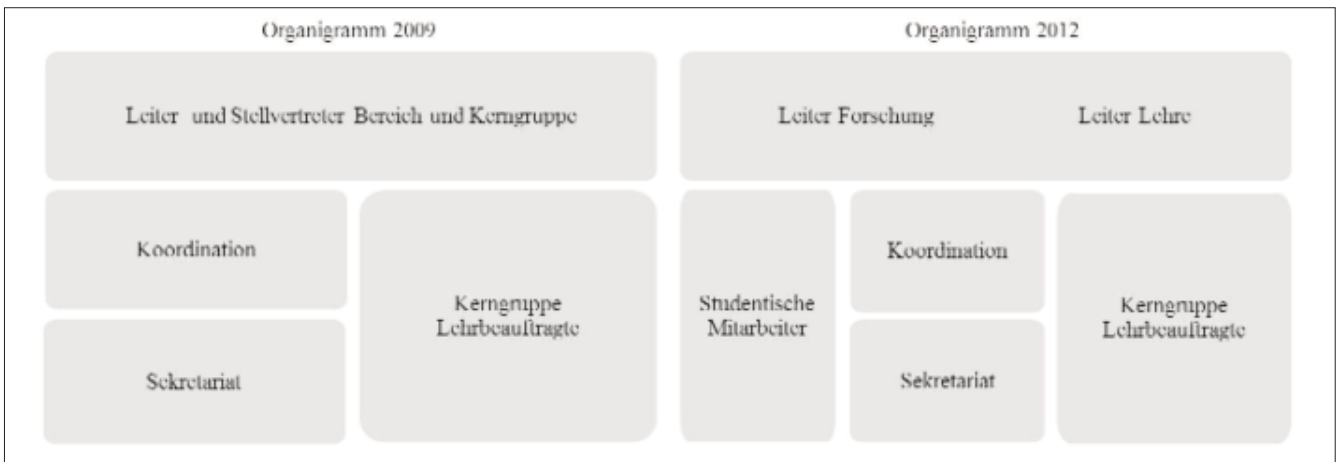 Organigramm 2009
Leiter und Stellvertreter Bereich und Kerngruppe
Koordination
Sekretariat
Kerngruppe
Lehrbeauftragte
Organigramm 2012
Leiter Forschung
Leiter Lehre
Studentische
Mitarbeiter
Koordination
Sekretariat
Kerngruppe
Lehrbeauftragte